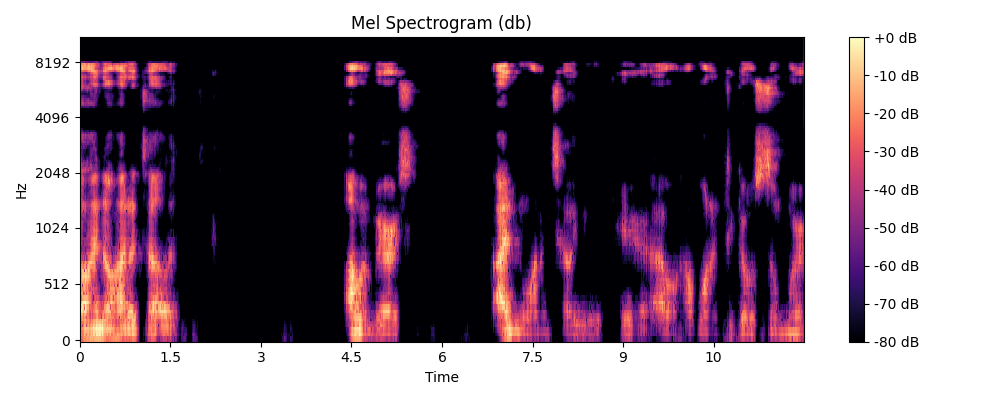 Mel Spectrogram (db)
8192
4096
2048
1024
512
0
Hz
0 1.5 3 4.5 6 7.5 9 10
Time
+0 dB
-10 dB
-20 dB
-30 dB
-40 dB
-50 dB
-60 dB
-70 dB
-80 dB